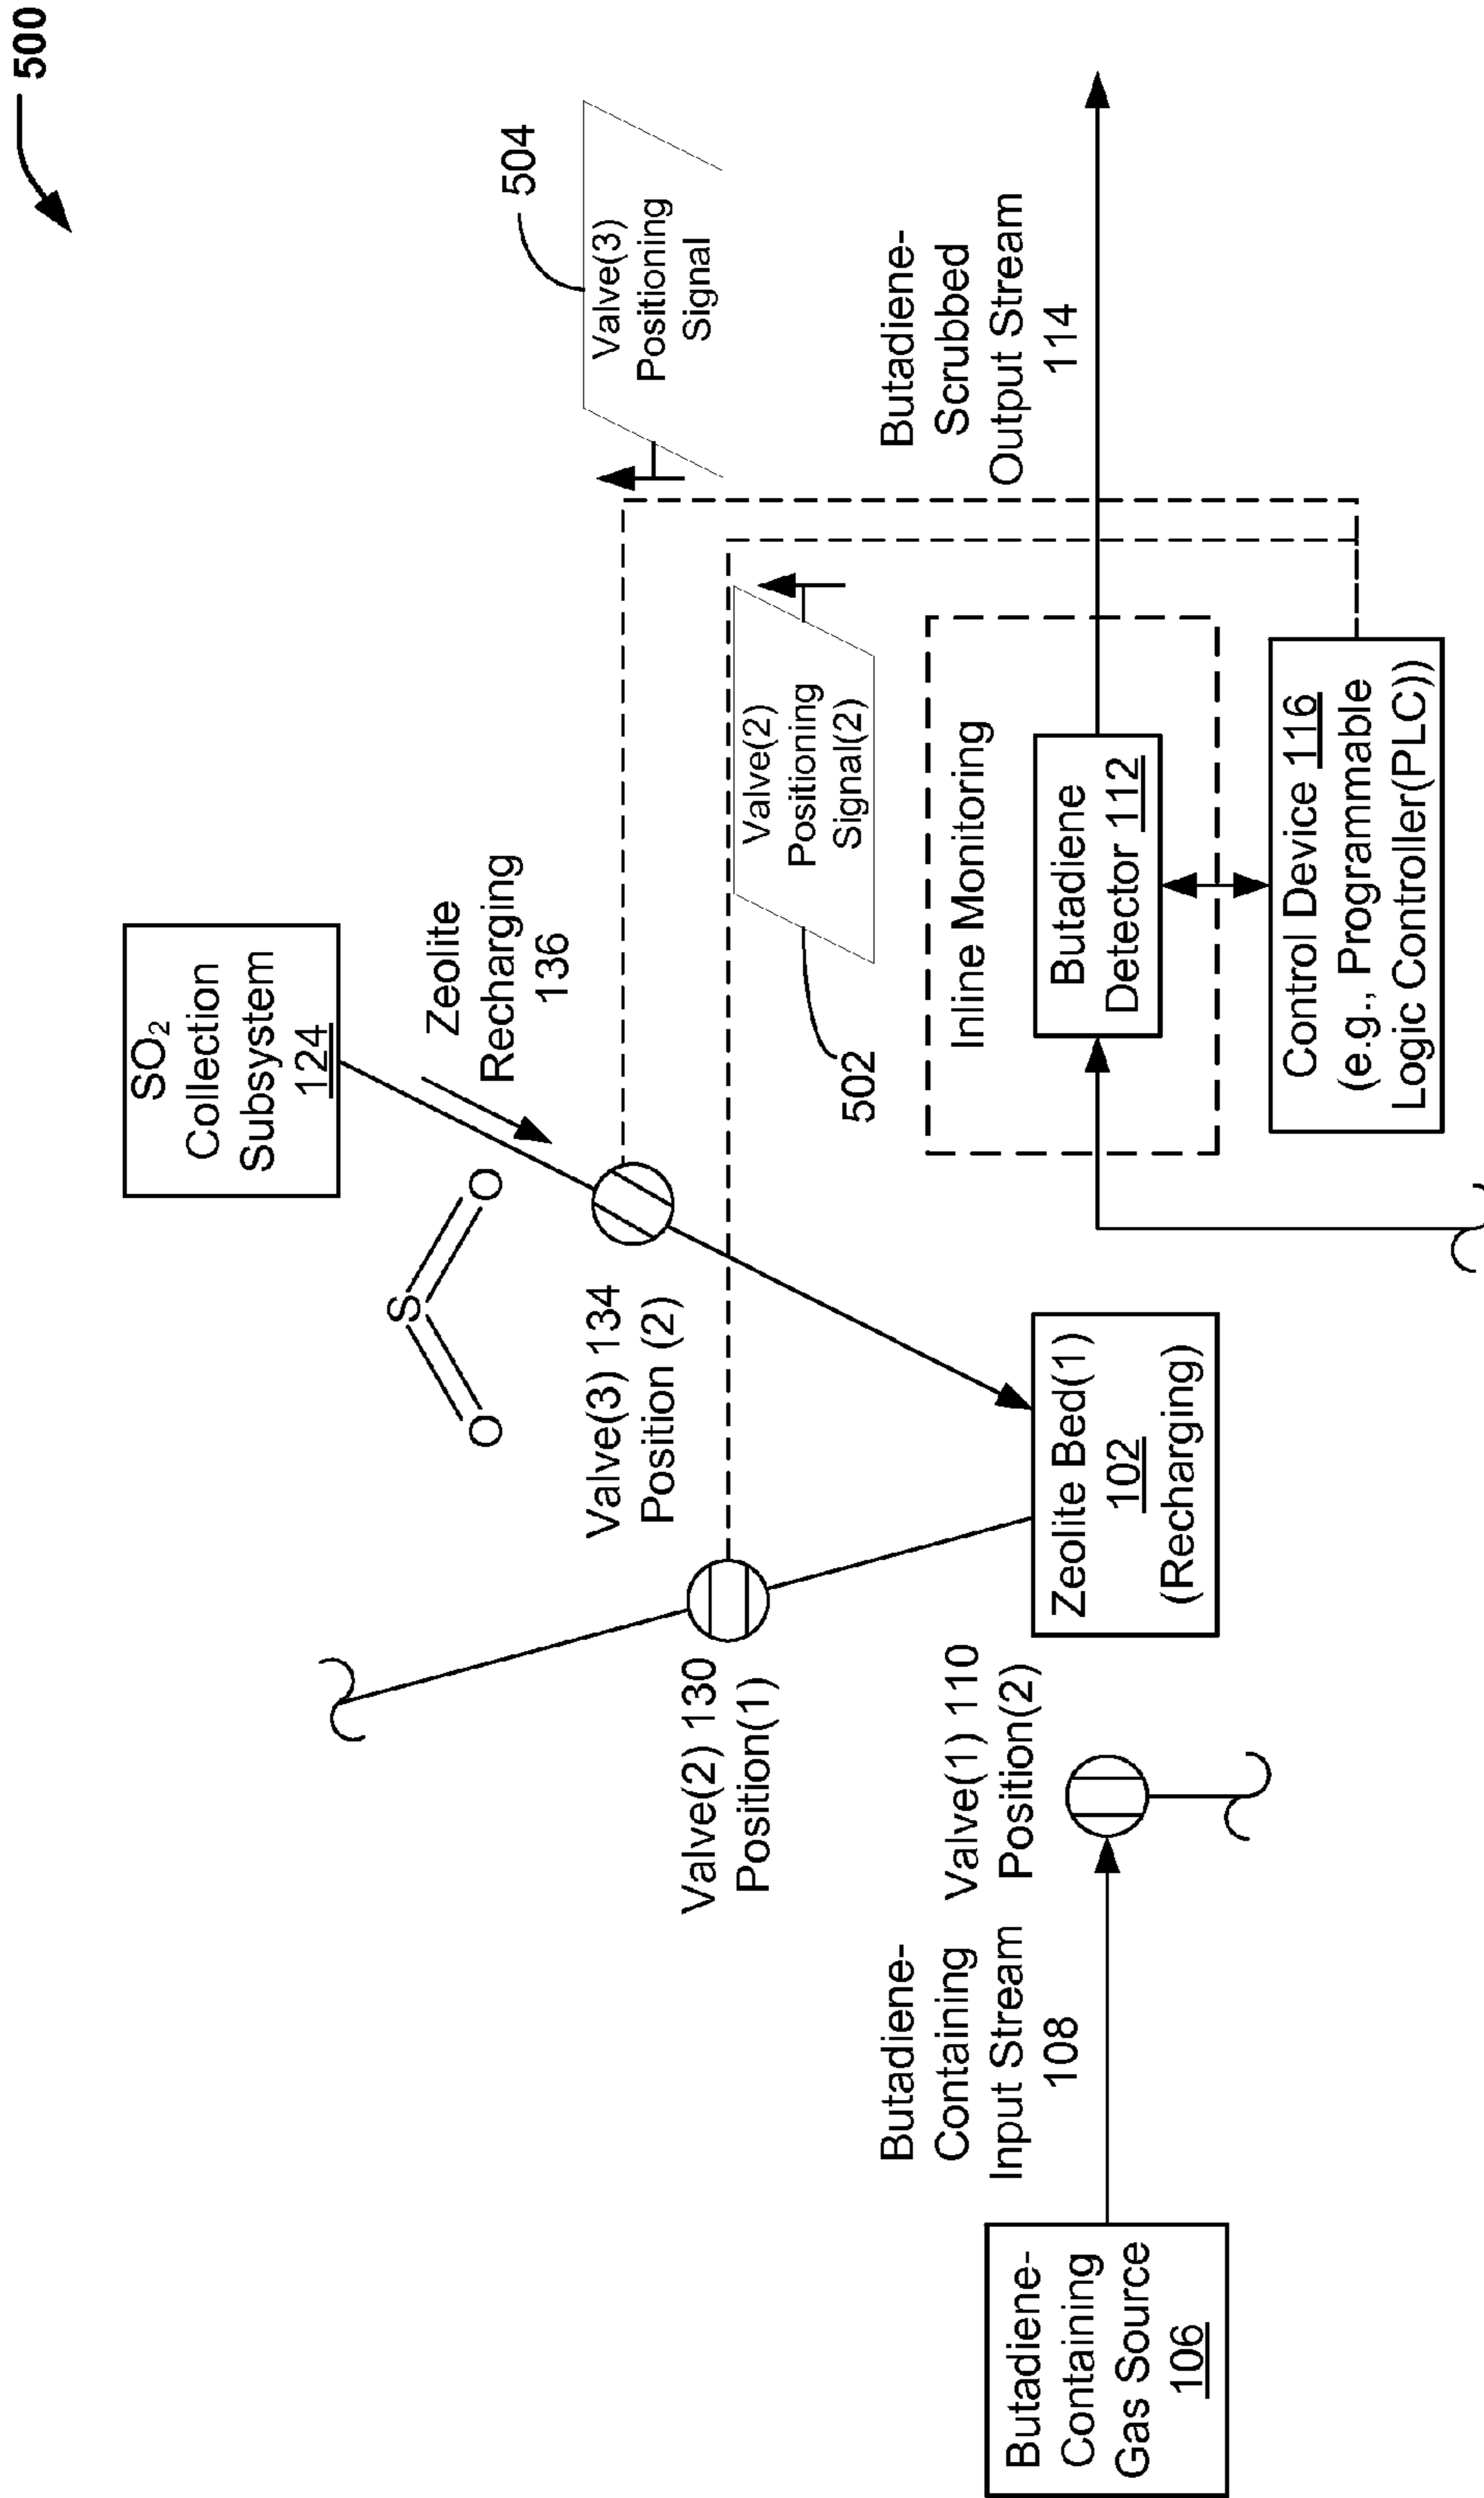 500
SO2
Collection
Subsystem
124
Zeolite
Recharging
136
S
O
O
504
Valve(3)
Positioning
Signal
Valve(3) 134
Position (2)
Valve(2) 130
Position(1)
Valve(2)
Positioning
Signal(2)
502
Butadiene-
Containing
Gas Source
106
Butadiene-
Containing
Input Stream
108
Valve(1) 110
Position(2)
Zeolite Bed(1)
102
(Recharging)
Inline Monitoring
Butadiene
Detector 112
Butadiene-
Scrubbed
Output Stream
114
Control Device 116
(e.g., Programmable
Logic Controller(PLC))